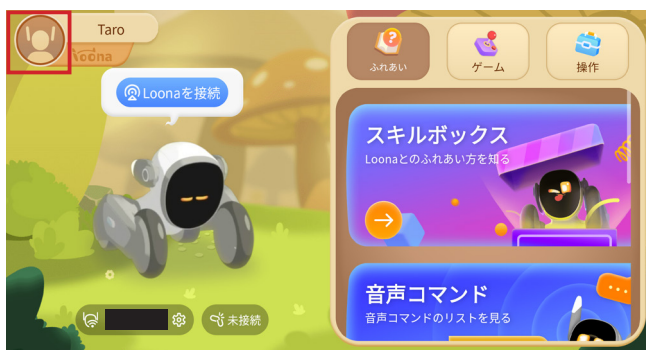 Taro
Loona
Loonaを接続
未接続
ふれあい
ゲーム
操作
スキルボックス
Loonaとのふれあい方を知る
音声コマンド
音声コマンドのリストを見る